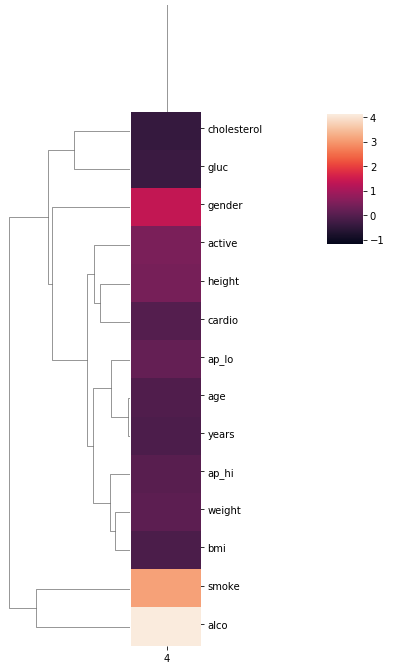 cholesterol
gluc
gender
active
height
cardio
ap_lo
age
years
ap_hi
weight
bmi
smoke
alco
4
4
3
2
1
0
−1